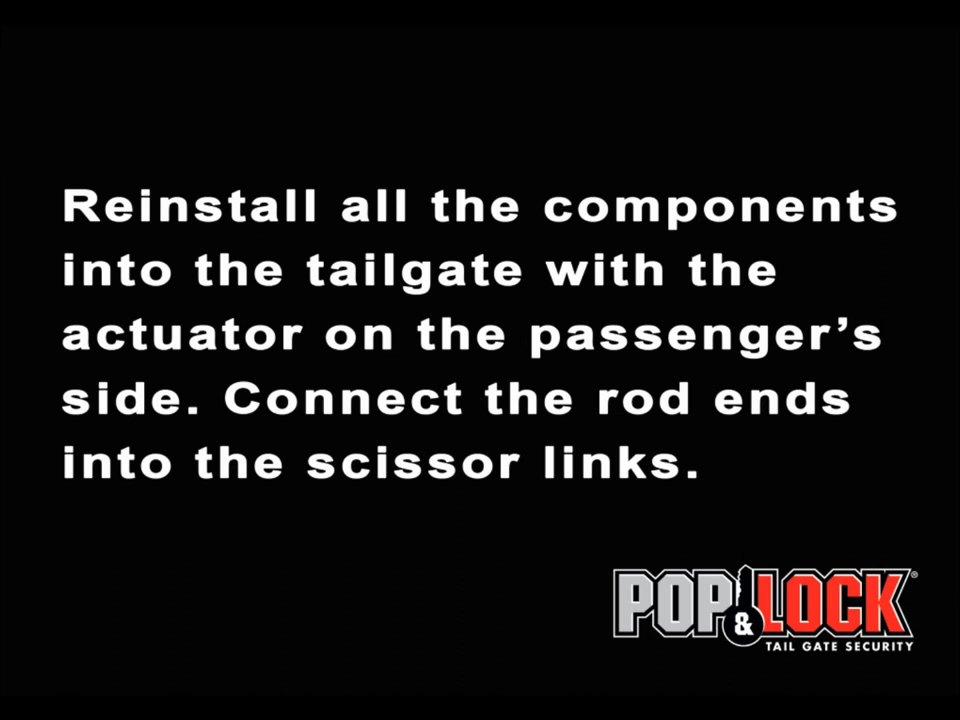 Reinstall all the components
into the tailgate with the
actuator on the passenger’s
side. Connect the rod ends
into the scissor links.
POP&LOCK®
TAIL GATE SECURITY